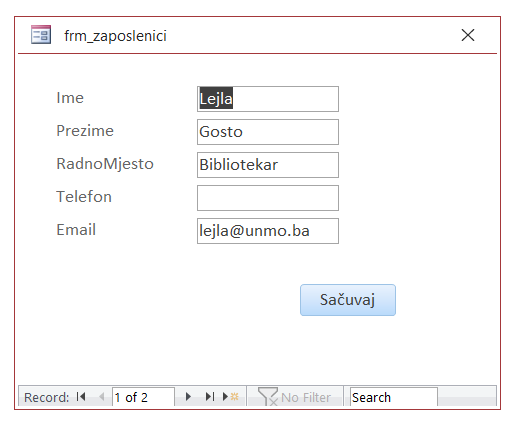 frm_zaposlenici
Ime Lejla
Prezime Gosto
RadnoMjesto Bibliotekar
Telefon
Email lejla@unmo.ba
Sačuvaj
Record: 1 of 2 No Filter Search